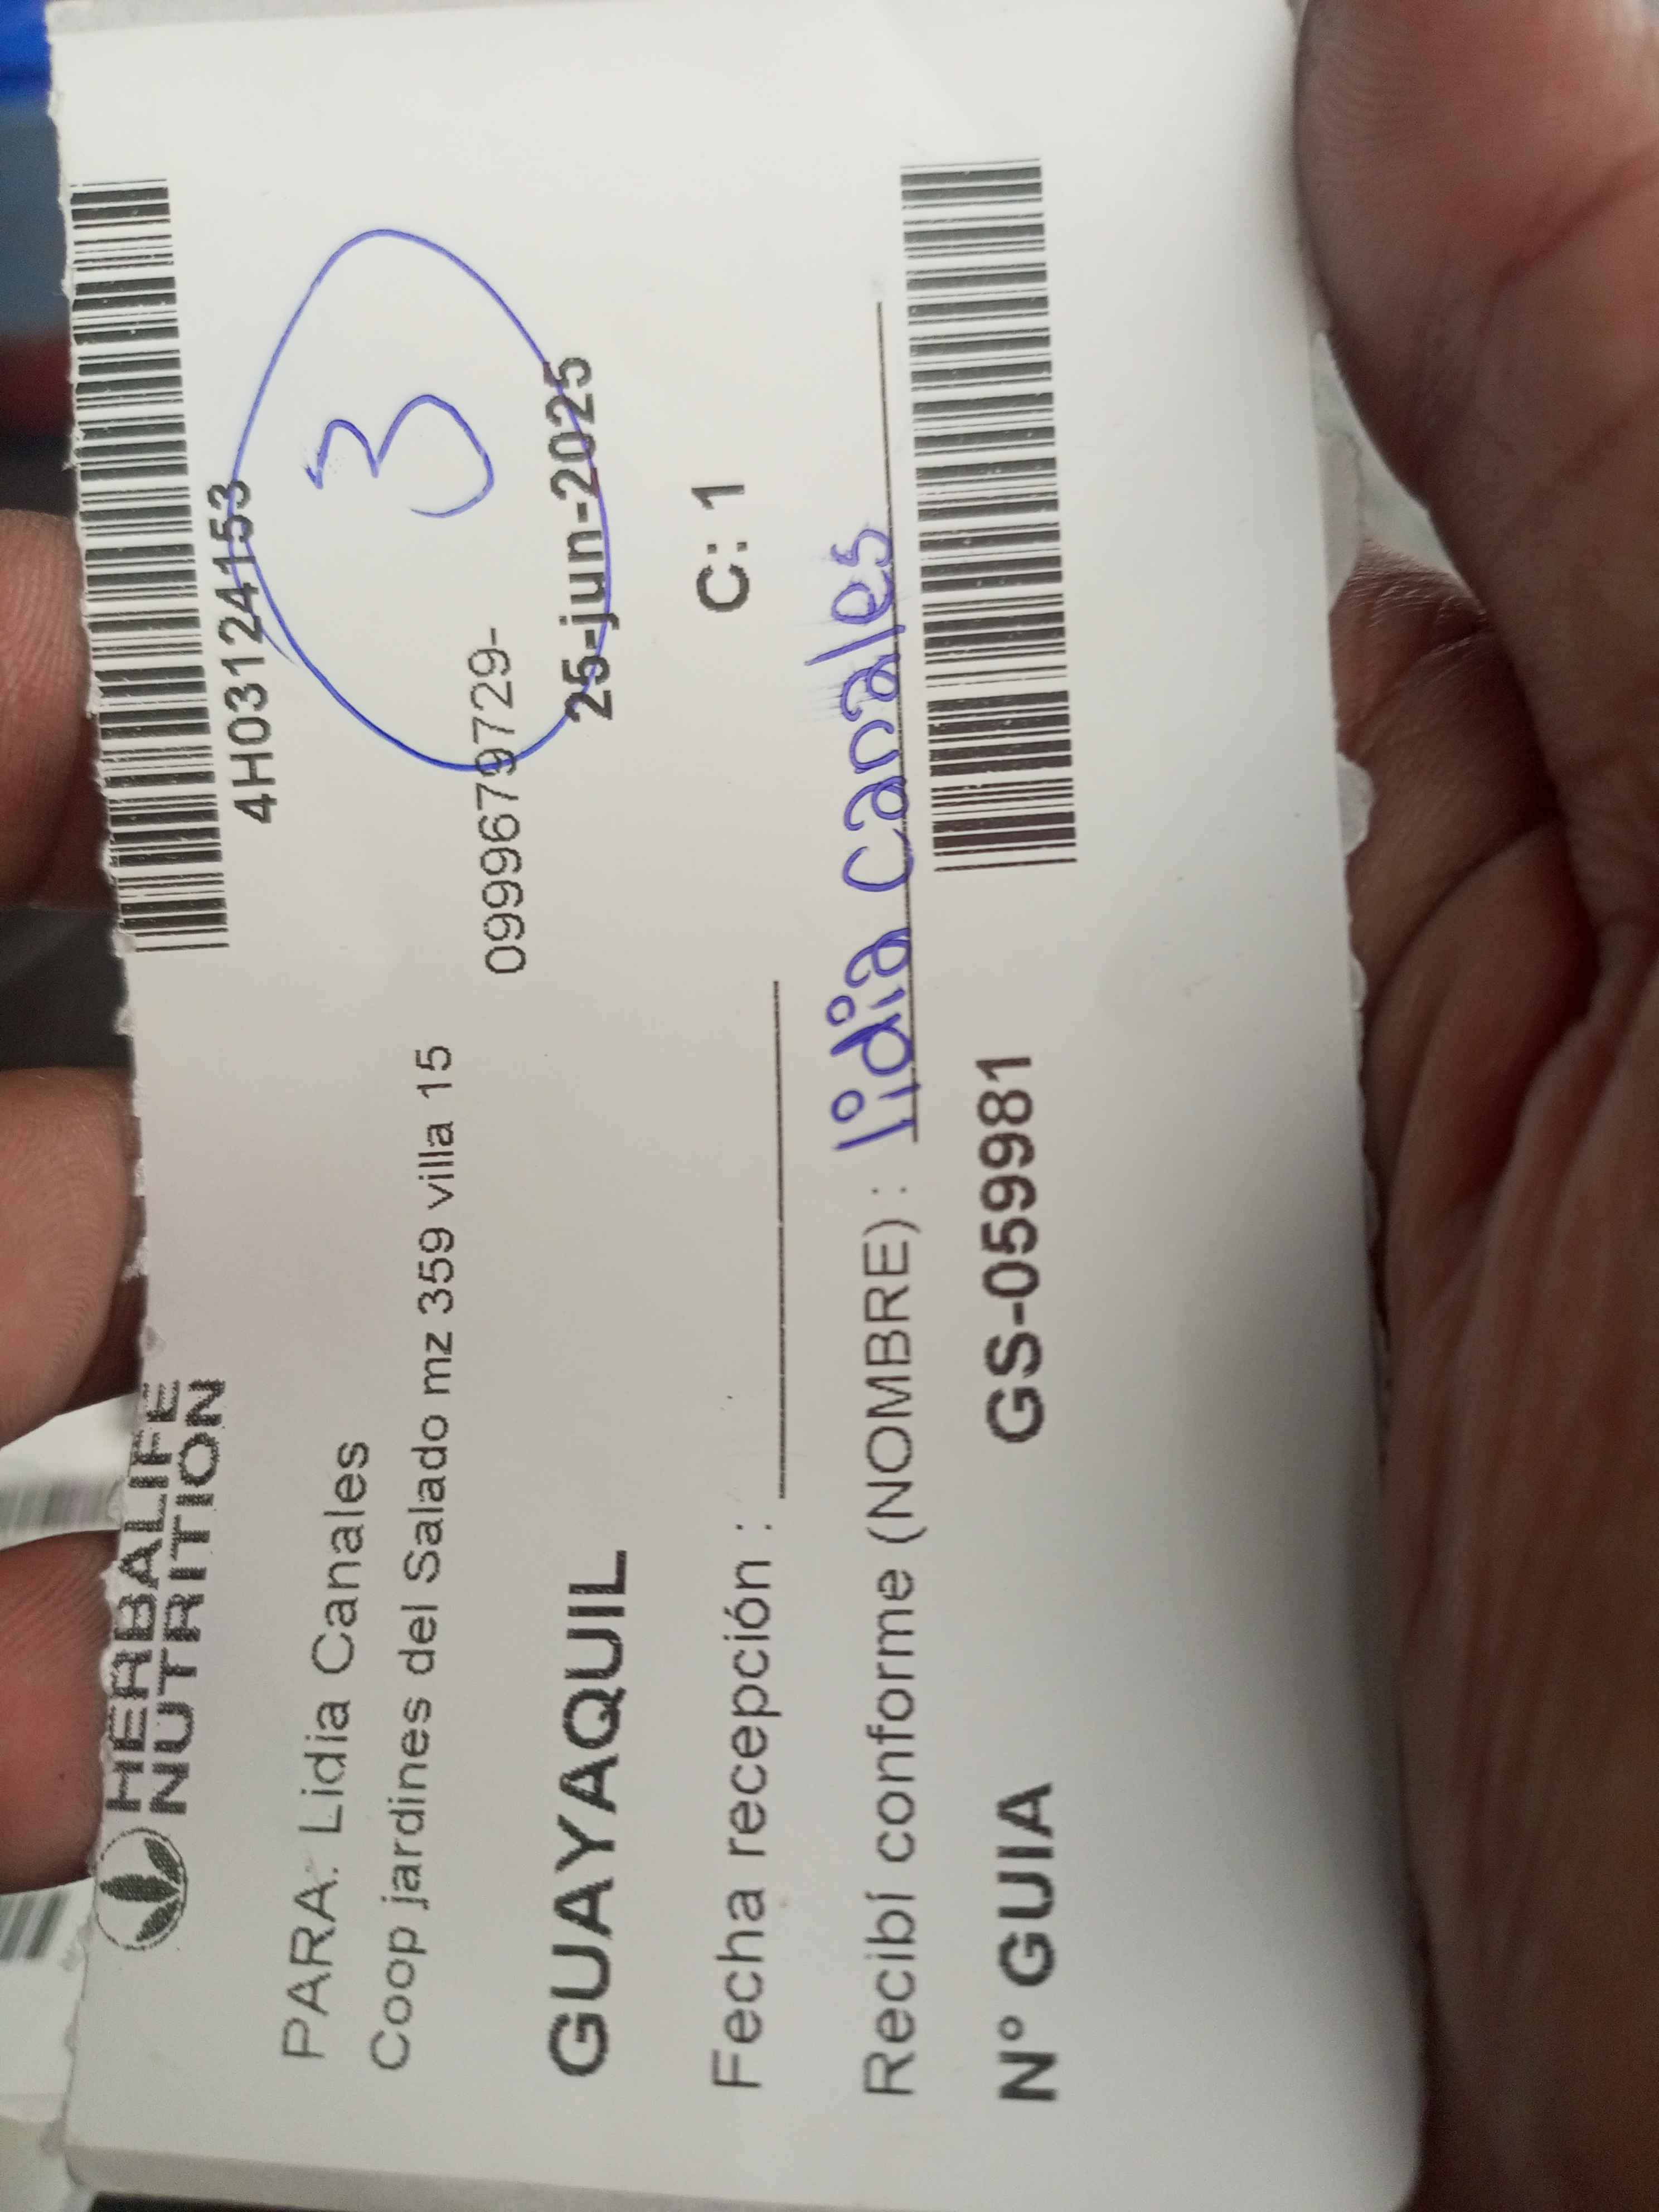 HERBALIFE
NUTRITION
4H03124153
PARA: Lidia Canales
3
Coop jardines del Salado mz 359 villa 15
0999679729-
GUAYAQUIL
25-jun-2025
C: 1
Fecha recepción :
Recibí conforme (NOMBRE) : lidia Canales
N° GUIA GS-059981